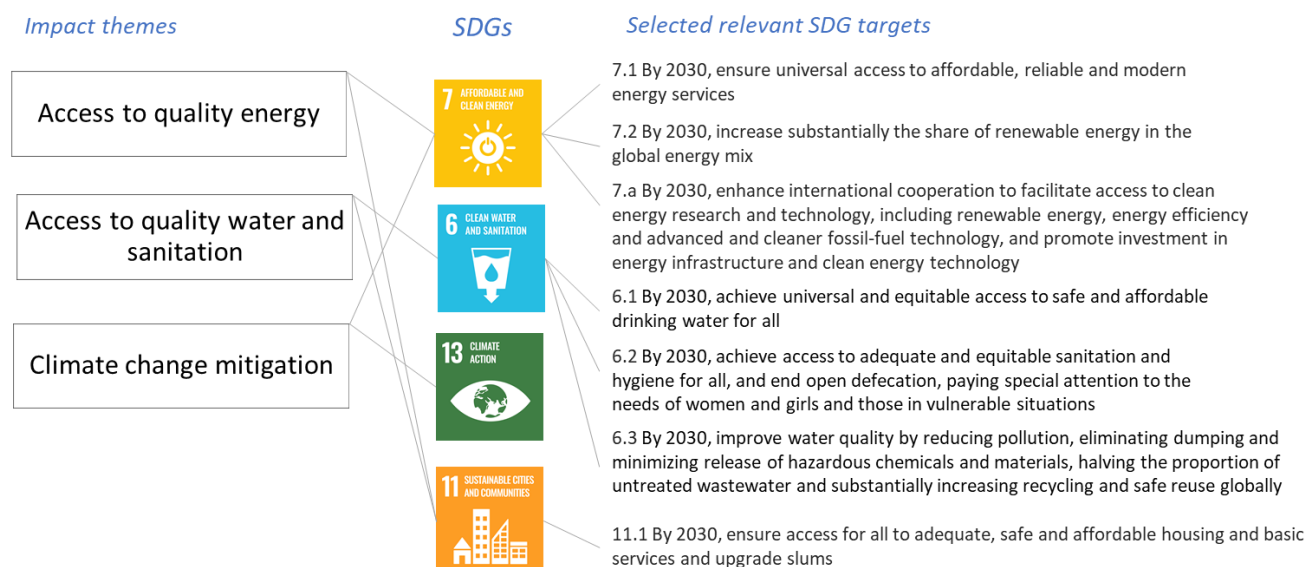 Impact themes
SDGs
Selected relevant SDG targets
Access to quality energy
Access to quality water and
sanitation
Climate change mitigation
7 AFFORDABLE AND
CLEAN ENERGY
6 CLEAN WATER
AND SANITATION
13 CLIMATE
ACTION
11 SUSTAINABLE CITIES
AND COMMUNITIES
7.1 By 2030, ensure universal access to affordable, reliable and modern
energy services
7.2 By 2030, increase substantially the share of renewable energy in the
global energy mix
7.a By 2030, enhance international cooperation to facilitate access to clean
energy research and technology, including renewable energy, energy efficiency
and advanced and cleaner fossil-fuel technology, and promote investment in
energy infrastructure and clean energy technology
6.1 By 2030, achieve universal and equitable access to safe and affordable
drinking water for all
6.2 By 2030, achieve access to adequate and equitable sanitation and
hygiene for all, and end open defecation, paying special attention to the
needs of women and girls and those in vulnerable situations
6.3 By 2030, improve water quality by reducing pollution, eliminating dumping and
minimizing release of hazardous chemicals and materials, halving the proportion of
untreated wastewater and substantially increasing recycling and safe reuse globally
11.1 By 2030, ensure access for all to adequate, safe and affordable housing and basic
services and upgrade slums